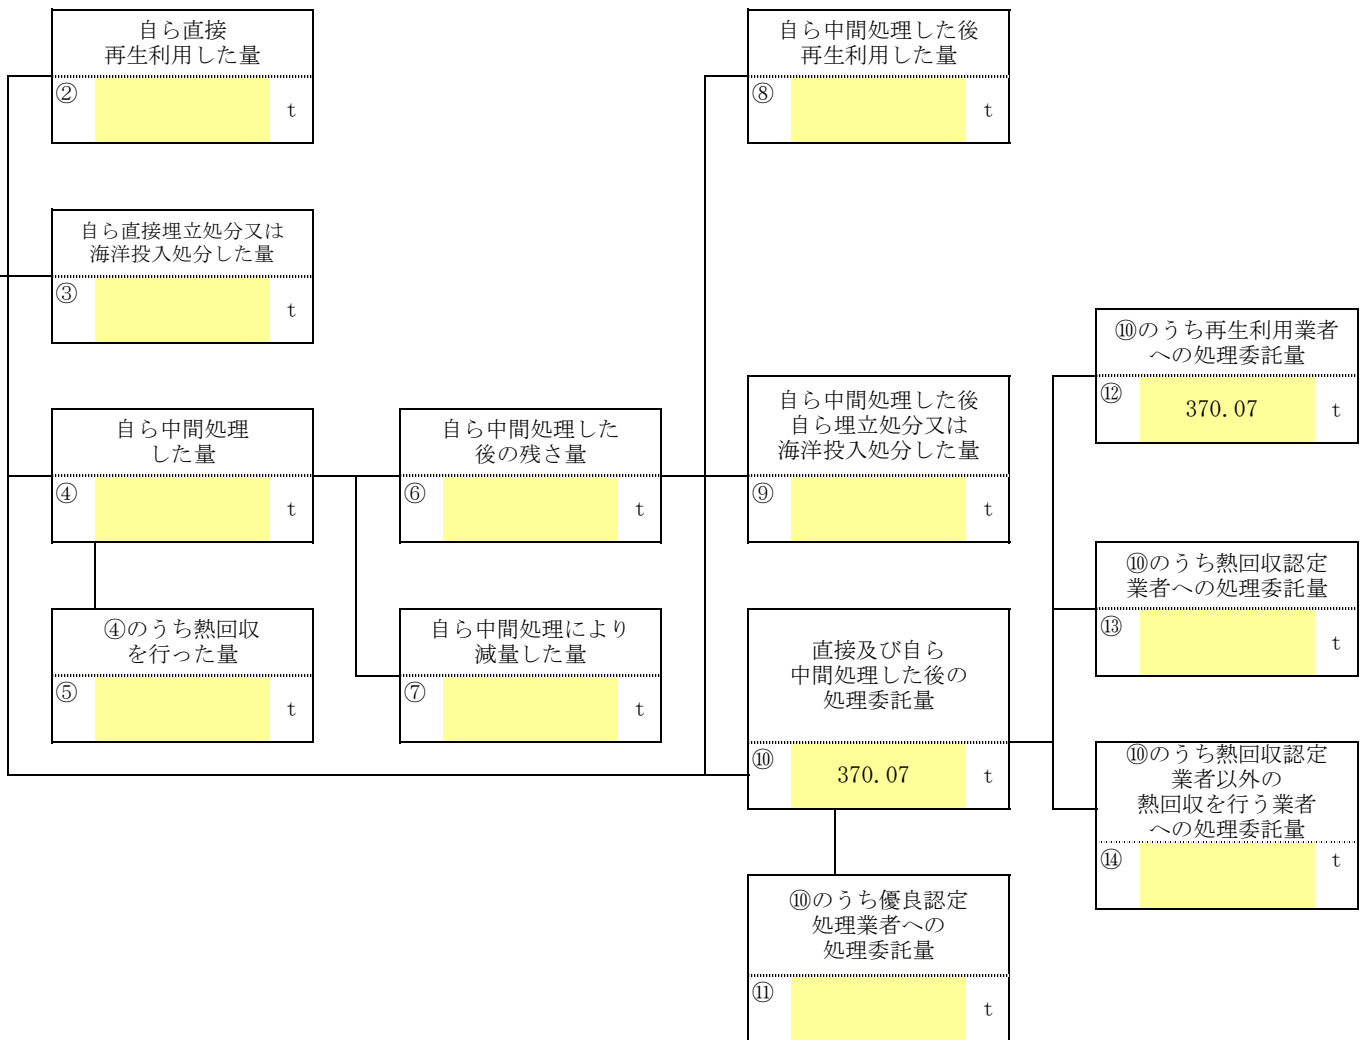 自ら直接
再生利用した量
②
t
自ら中間処理した後
再生利用した量
⑧
t
自ら直接埋立処分又は
海洋投入処分した量
③
t
⑩のうち再生利用業者
への処理委託量
⑫
370.07
t
自ら中間処理
した量
④
t
自ら中間処理した
後の残さ量
⑥
t
自ら中間処理した後
自ら埋立処分又は
海洋投入処分した量
⑨
t
⑩のうち熱回収認定
業者への処理委託量
⑬
t
④のうち熱回収
を行った量
⑤
t
自ら中間処理により
減量した量
⑦
t
直接及び自ら
中間処理した後の
処理委託量
⑩
370.07
t
⑩のうち熱回収認定
業者以外の
熱回収を行う業者
への処理委託量
⑭
t
⑩のうち優良認定
処理業者への
処理委託量
⑪
t